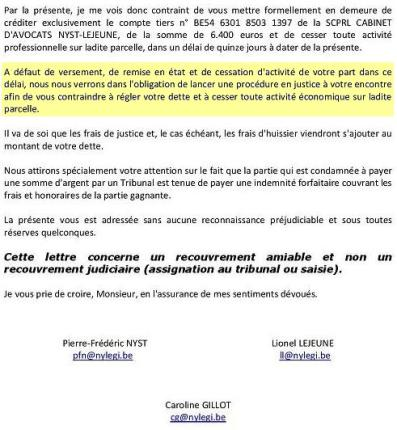 Par la présente, je me vois donc contraint de vous mettre formellement en demeure de
créditer exclusivement le compte tiers n° BE54 6301 8503 1397 de la SCPRL CABINET
D'AVOCATS NYST-LEJEUNE, de la somme de 6.400 euros et de cesser toute activité
professionnelle sur ladite parcelle, dans un délai de quinze jours à dater de la présente.
A défaut de versement, de remise en état et de cessation d'activité de votre part dans ce
délai, nous nous verrons dans l'obligation de lancer une procédure en justice à votre encontre
afin de vous contraindre à régler votre dette et à cesser toute activité économique sur ladite
parcelle.
Il va de soi que les frais de justice et, le cas échéant, les frais d'huissier viendront s'ajouter au
montant de votre dette.
Nous attirons spécialement votre attention sur le fait que la partie qui est condamnée à payer
une somme d'argent par un Tribunal est tenue de payer une indemnité forfaitaire couvrant les
frais et honoraires de la partie gagnante.
La présente vous est adressée sans aucune reconnaissance préjudiciable et sous toutes
réserves quelconques.
Cette lettre concerne un recouvrement amiable et non un
recouvrement judiciaire (assignation au tribunal ou saisie).
Je vous prie de croire, Monsieur, en l'assurance de mes sentiments dévoués.
Pierre-Frédéric NYST Lionel LEJEUNE
pfn@nylegi.be ll@nylegi.be
Caroline GILLOT
cg@nylegi.be